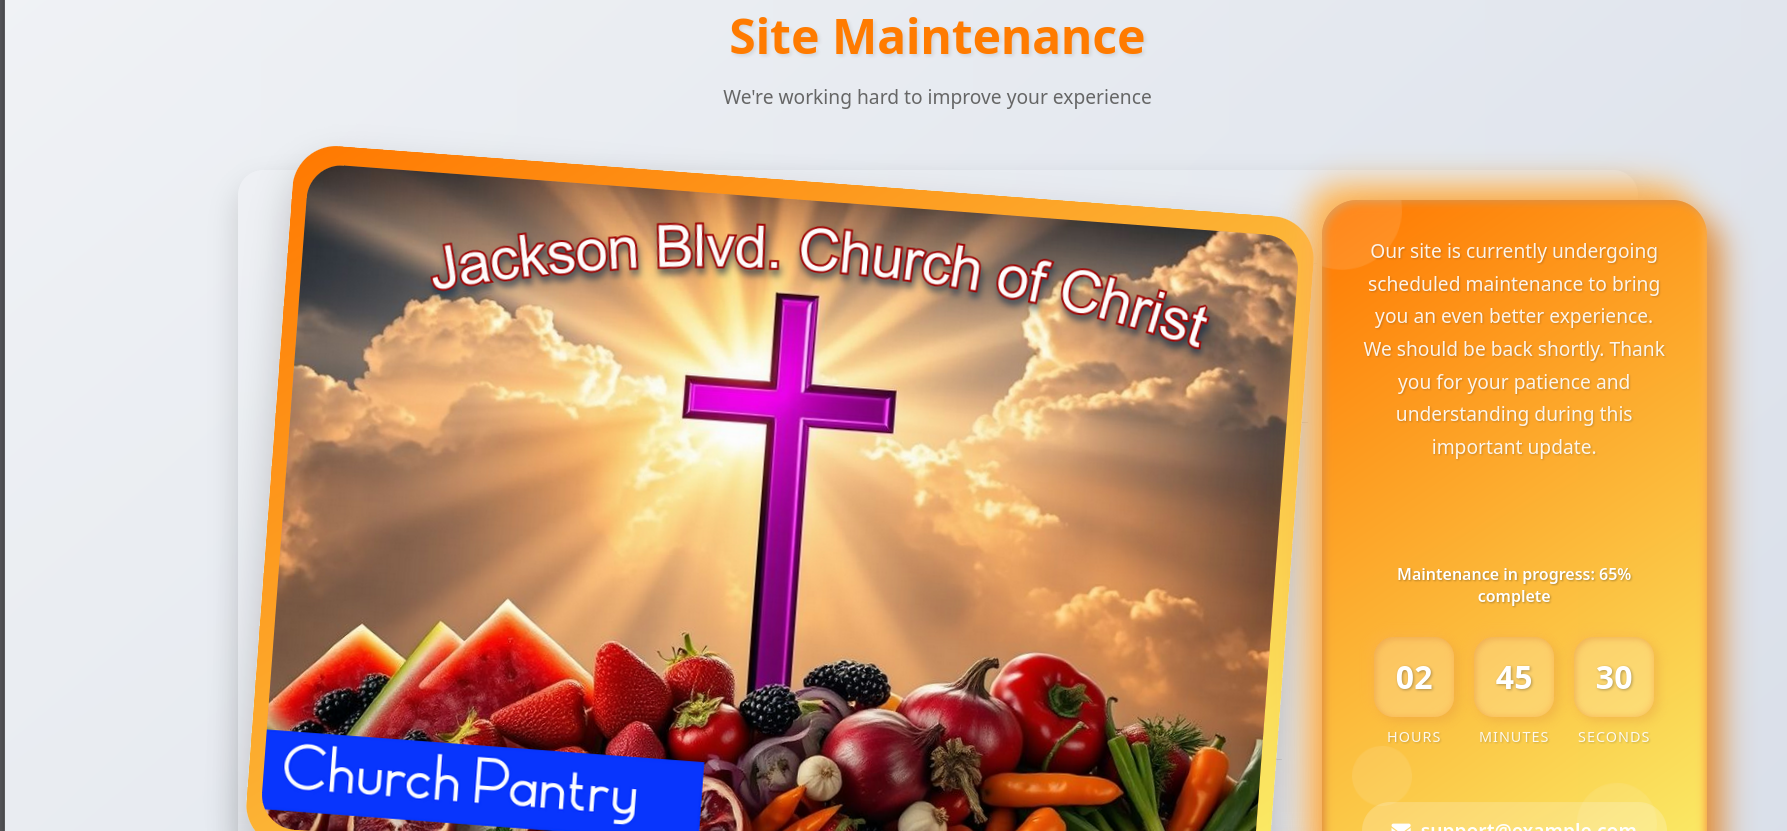 Site Maintenance
We're working hard to improve your experience
Jackson Blvd. Church of Christ
Church Pantry
Our site is currently undergoing
scheduled maintenance to bring
you an even better experience.
We should be back shortly. Thank
you for your patience and
understanding during this
important update.
Maintenance in progress: 65%
complete
02 45 30
HOURS MINUTES SECONDS
support@example.com